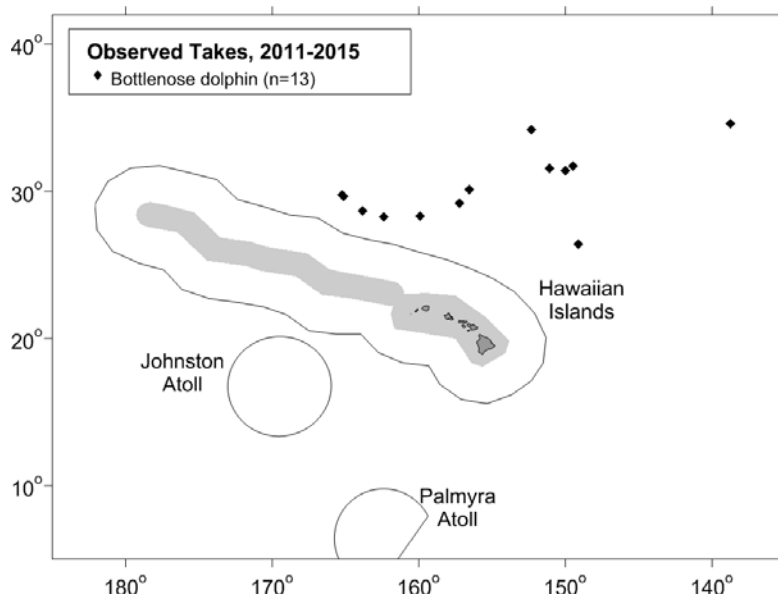 Observed Takes, 2011-2015
Bottlenose dolphin (n=13)
40°
30°
20°
10°
Hawaiian
Islands
Johnston
Atoll
Palmyra
Atoll
180°
170°
160°
150°
140°